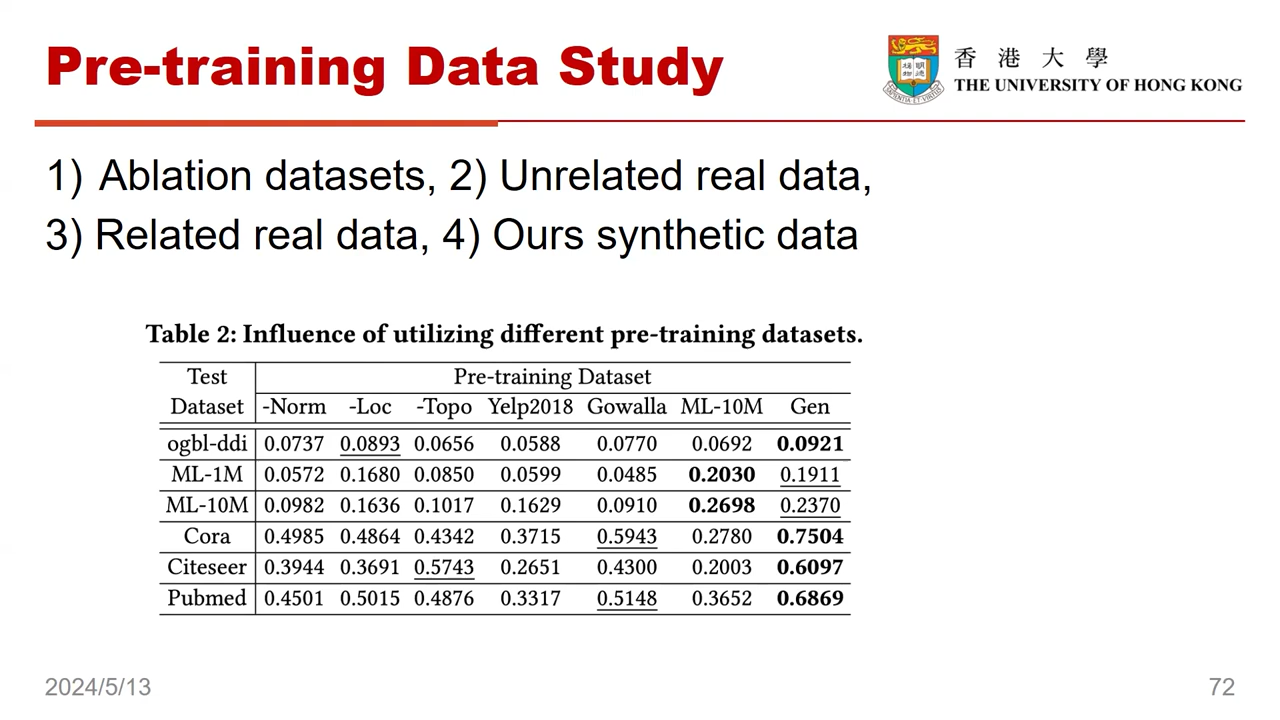 Pre-training Data Study
香港大學
THE UNIVERSITY OF HONG KONG
1) Ablation datasets, 2) Unrelated real data,
3) Related real data, 4) Ours synthetic data
Table 2: Influence of utilizing different pre-training datasets.
Test Dataset Pre-training Dataset
-Norm -Loc -Topo Yelp2018 Gowalla ML-10M Gen
ogbl-ddi 0.0737 0.0893 0.0656 0.0588 0.0770 0.0692 0.0921
ML-1M 0.0572 0.1680 0.0850 0.0599 0.0485 0.2030 0.1911
ML-10M 0.0982 0.1636 0.1017 0.1629 0.0910 0.2698 0.2370
Cora 0.4985 0.4864 0.4342 0.3715 0.5943 0.2780 0.7504
Citeseer 0.3944 0.3691 0.5743 0.2651 0.4300 0.2003 0.6097
Pubmed 0.4501 0.5015 0.4876 0.3317 0.5148 0.3652 0.6869
2024/5/13
72